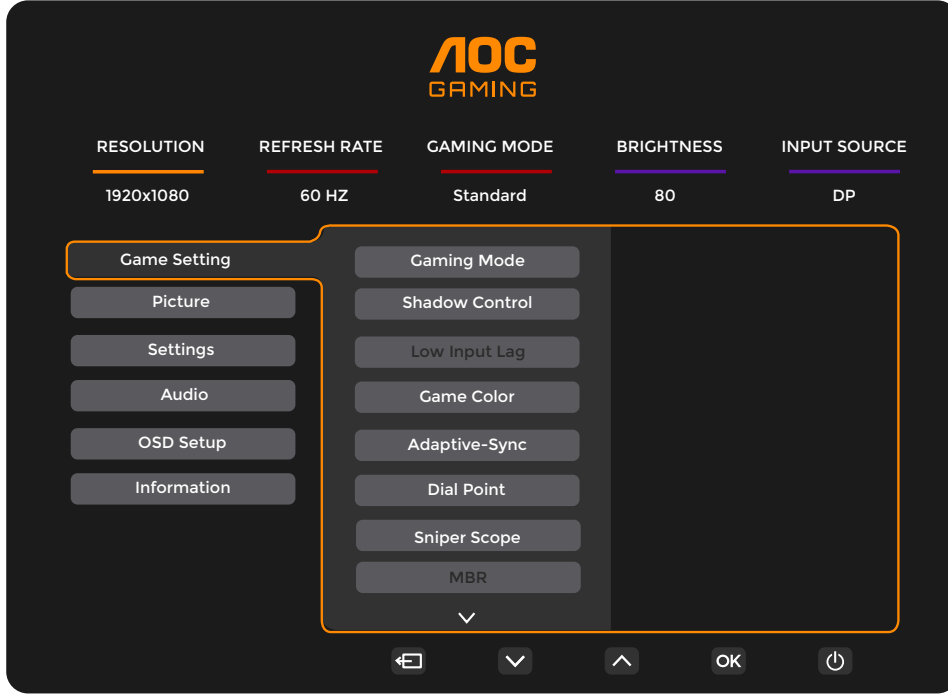 AOC
GAMING
RESOLUTION REFRESH RATE GAMING MODE BRIGHTNESS INPUT SOURCE
1920x1080 60 HZ Standard 80 DP
Game Setting
Picture
Settings
Audio
OSD Setup
Information
Gaming Mode
Shadow Control
Low Input Lag
Game Color
Adaptive-Sync
Dial Point
Sniper Scope
MBR
OK